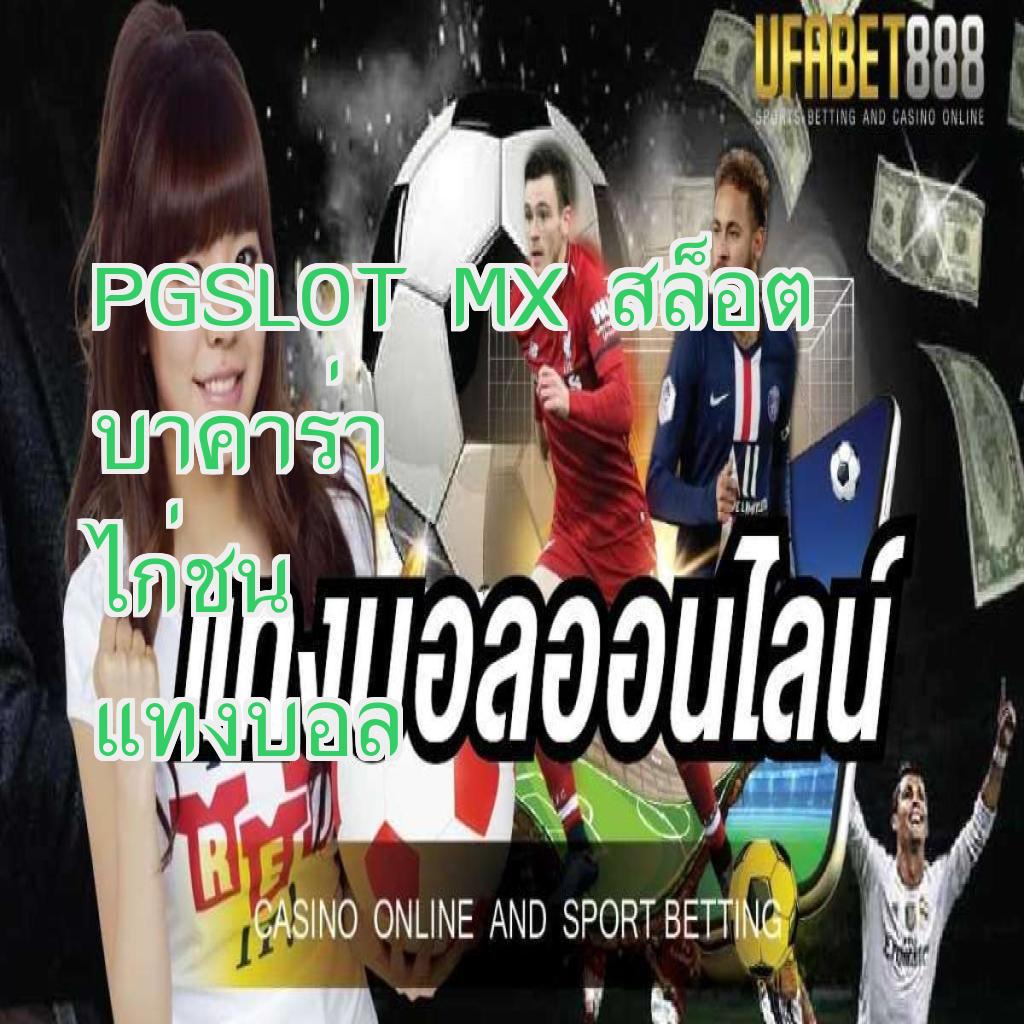 UFABET888
SPORTS BETTING AND CASINO ONLINE
PGSLOT MX สล็อต
บาคาร่า
ไก่ชน
แทงบอลออนไลน์
แทงบอล
CASINO ONLINE AND SPORT BETTING